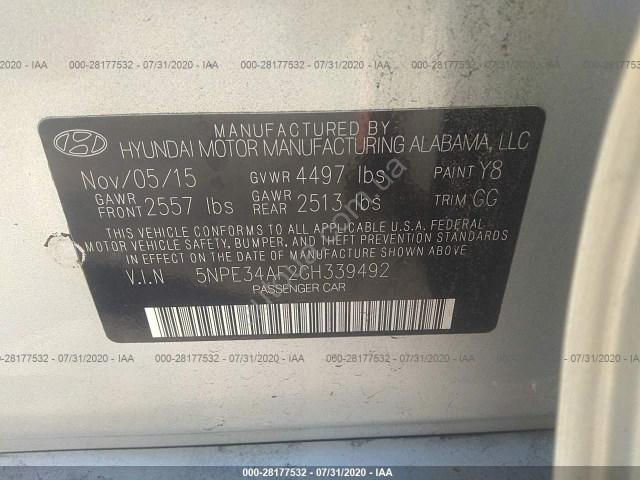 000-28177532 - 07/31/2020 - IAA
MANUFACTURED BY
HYUNDAI MOTOR MANUFACTURING ALABAMA, LLC
Nov/05/15 GVWR 4497 lbs PAINT Y8
GAWR FRONT 2557 lbs GAWR REAR 2513 lbs TRIM GG
THIS VEHICLE CONFORMS TO ALL APPLICABLE U.S.A. FEDERAL
MOTOR VEHICLE SAFETY, BUMPER, AND THEFT PREVENTION
STANDARDS IN EFFECT ON THE DATE OF MANUFACTURE SHOWN ABOVE.
V.I.N 5NPE34AF2GH339492
PASSENGER CAR
000-28177532 - 07/31/2020 - IAA
000-28177532 - 07/31/2020 - IAA